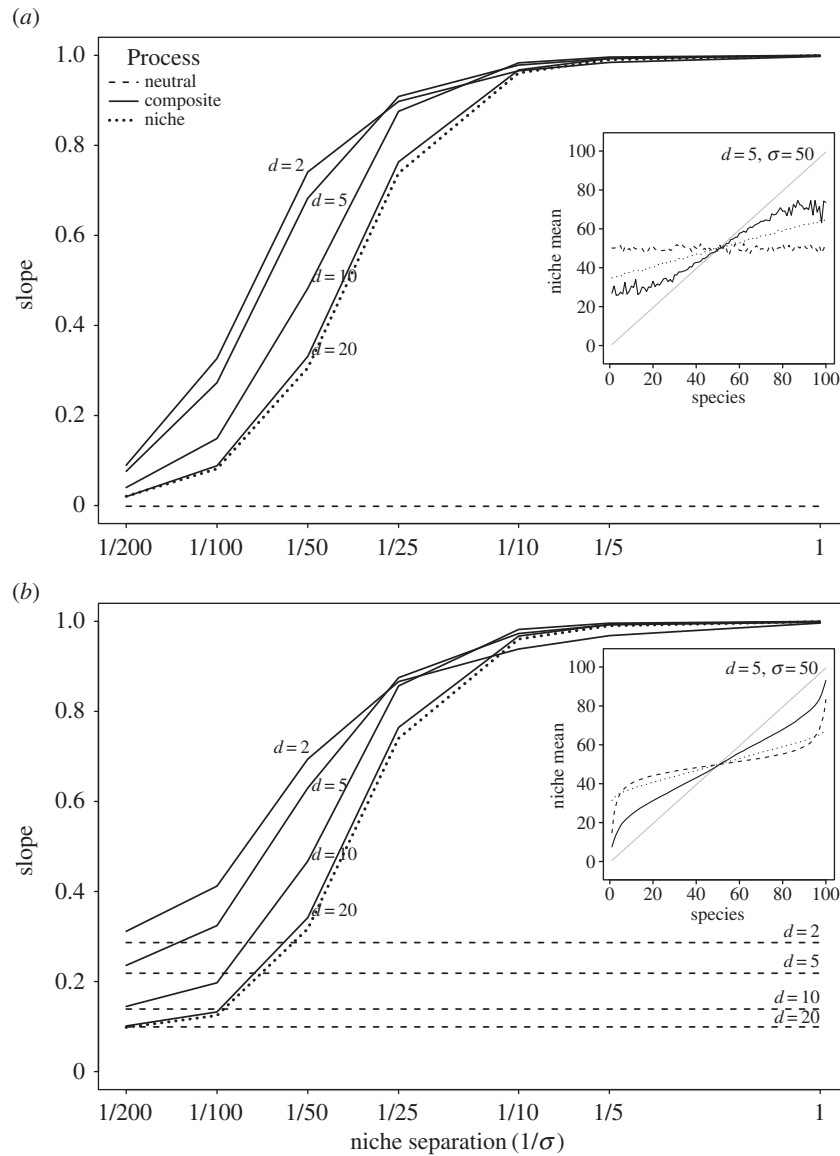 (a)
1.0
0.8
0.6
0.4
0.2
0
slope
Process
neutral
composite
niche
d=2
d=5
d=10
d=20
1/200 1/100 1/50 1/25 1/10 1/5 1
d=5, σ=50
100
80
60
40
20
0
niche mean
0 20 40 60 80 100
species
(b)
1.0
0.8
0.6
0.4
0.2
0
slope
d=2
d=5
d=10
d=20
d=5, σ=50
100
80
60
40
20
0
niche mean
0 20 40 60 80 100
species
d=2
d=5
d=10
d=20
1/200 1/100 1/50 1/25 1/10 1/5 1
niche separation (1/σ)